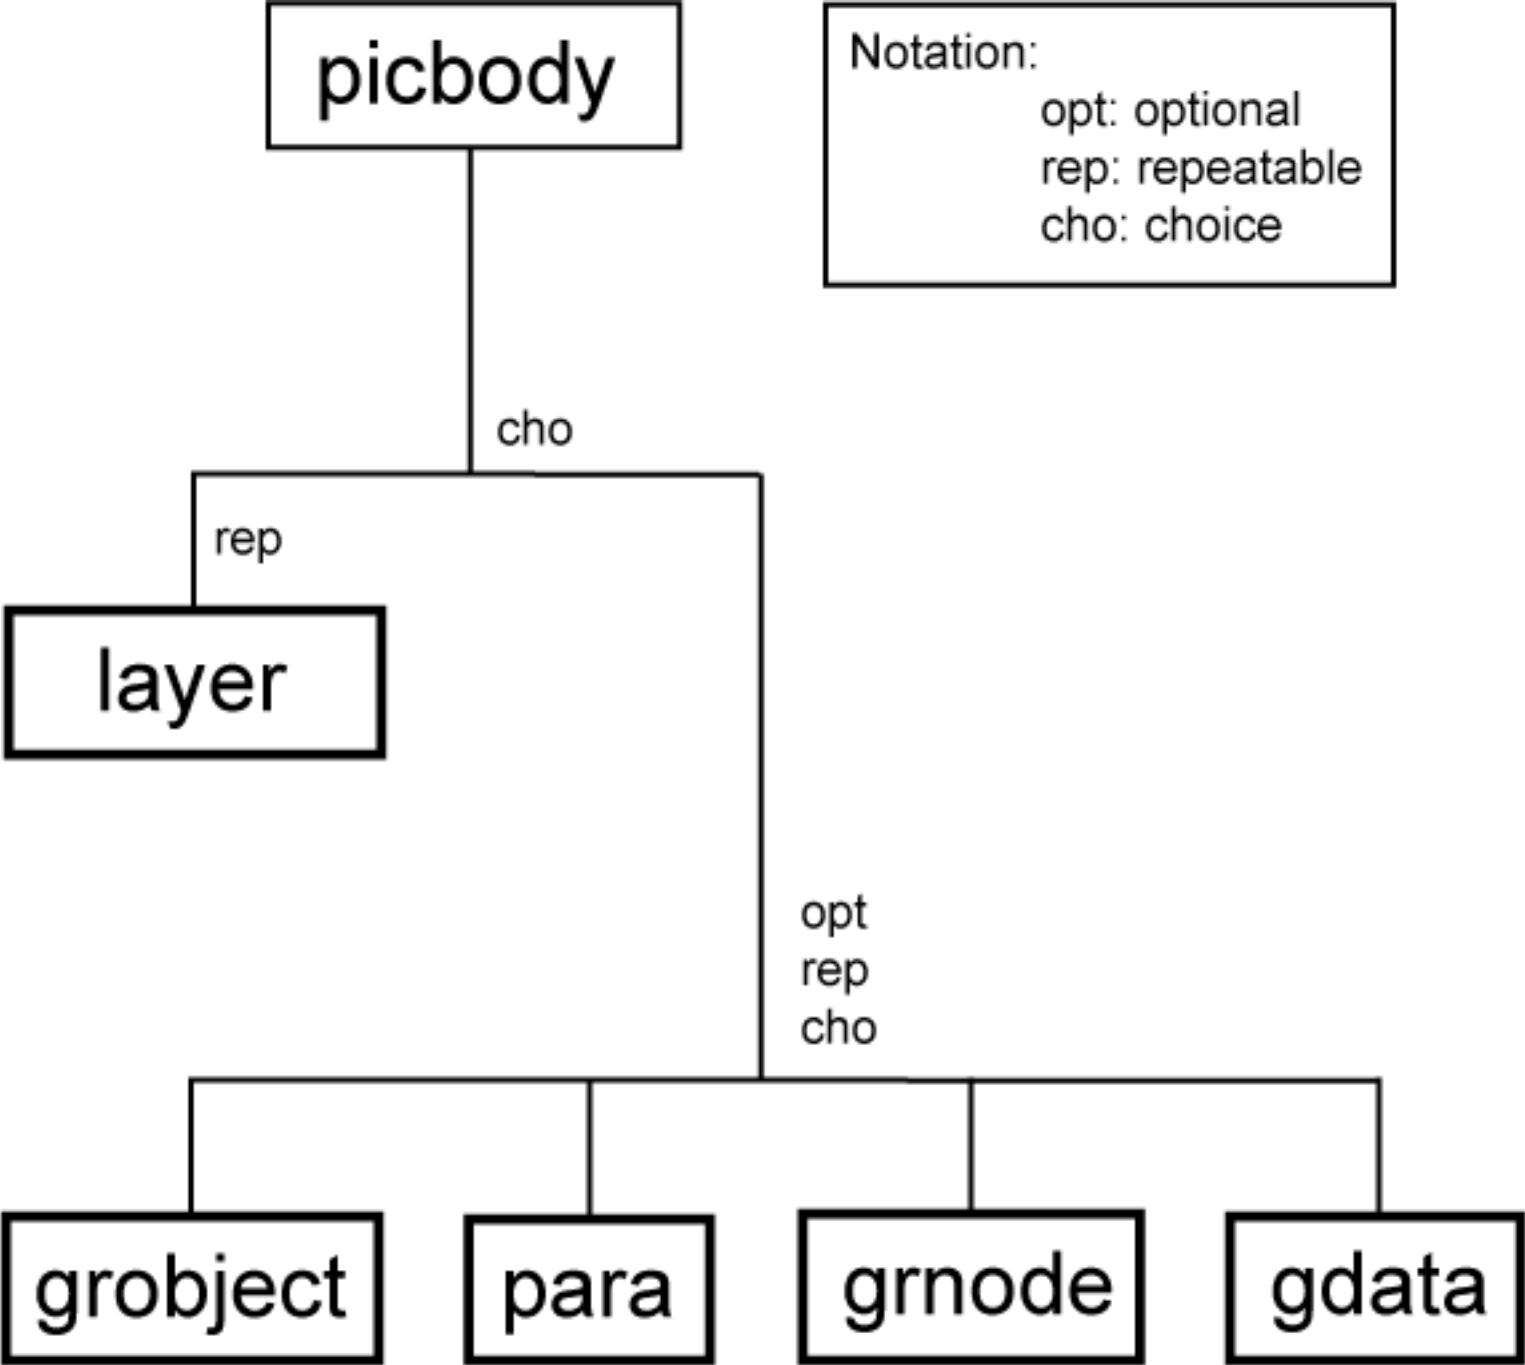 picbody
Notation:
opt: optional
rep: repeatable
cho: choice
cho
rep
layer
opt
rep
cho
grobject
para
grnode
gdata